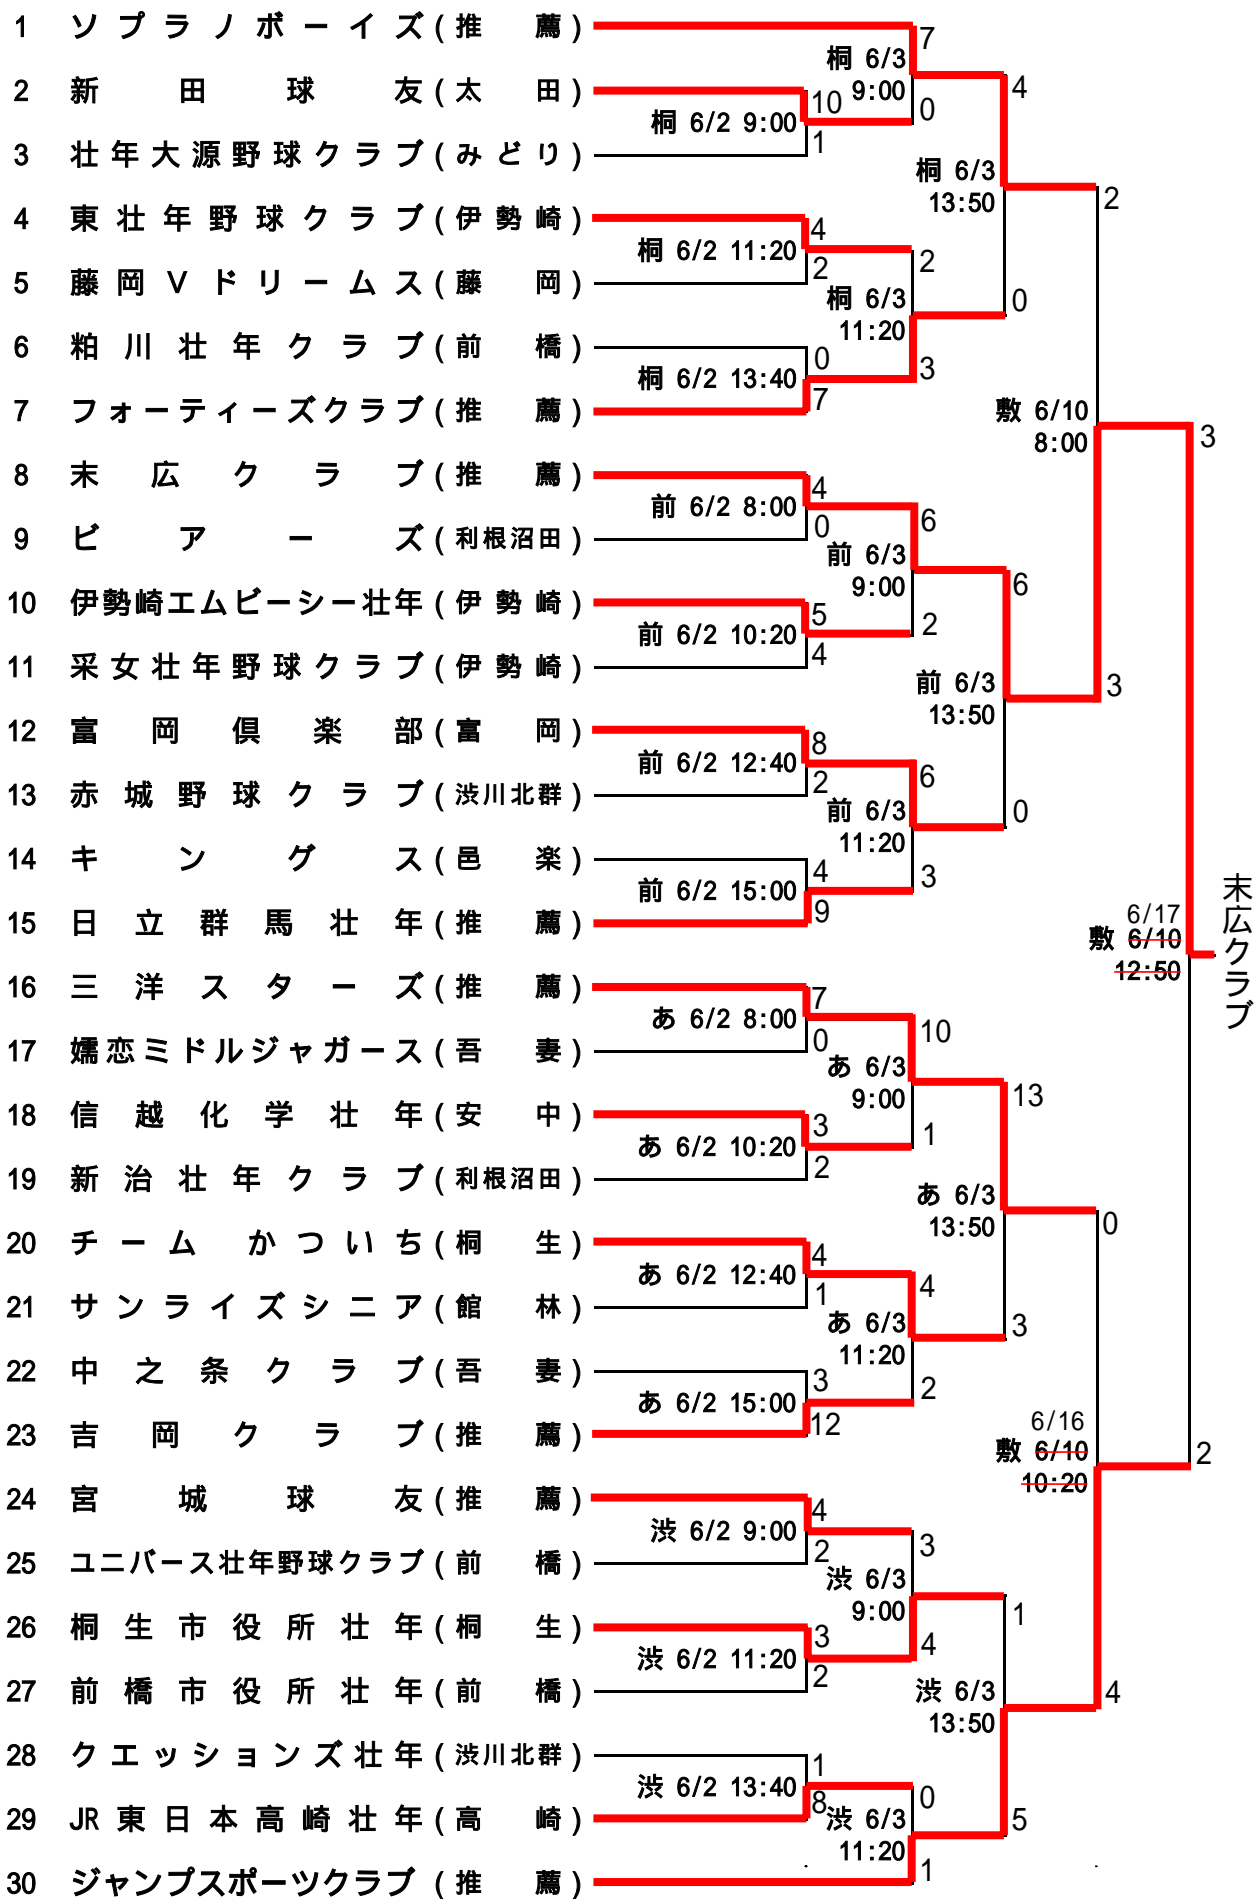 1 ソプラノボーイズ(推薦)
7
桐 6/3
9:00
4
2 新田球友(太田)
10
0
桐 6/2 9:00
3 壮年大源野球クラブ(みどり)
1
桐 6/3
13:50
2
4 東壮年野球クラブ(伊勢崎)
4
桐 6/2 11:20
2
5 藤岡Vドリームス(藤岡)
2
桐 6/3
11:20
0
6 粕川壮年クラブ(前橋)
0
桐 6/2 13:40
3
7 フォーティーズクラブ(推薦)
7
敷 6/10
8:00
3
8 末広クラブ(推薦)
4
前 6/2 8:00
6
9 ビアーズ(利根沼田)
0
前 6/3
9:00
6
10 伊勢崎エムビーシー壮年(伊勢崎)
5
前 6/2 10:20
2
11 采女壮年野球クラブ(伊勢崎)
4
前 6/3
13:50
3
12 富岡倶楽部(富岡)
8
前 6/2 12:40
6
13 赤城野球クラブ(渋川北群)
2
前 6/3
11:20
0
14 キングス(邑楽)
4
前 6/2 15:00
3
15 日立群馬壮年(推薦)
9
6/17
敷 6/10
12:50
末広クラブ
16 三洋スターズ(推薦)
7
あ 6/2 8:00
10
17 嬬恋ミドルジャガース(吾妻)
0
あ 6/3
9:00
13
18 信越化学壮年(安中)
3
あ 6/2 10:20
1
19 新治壮年クラブ(利根沼田)
2
あ 6/3
13:50
0
20 チーム かついち(桐生)
4
あ 6/2 12:40
4
21 サンライズシニア(館林)
1
あ 6/3
11:20
3
22 中之条クラブ(吾妻)
3
あ 6/2 15:00
2
23 吉岡クラブ(推薦)
12
6/16
敷 6/10
10:20
2
24 宮城球友(推薦)
4
渋 6/2 9:00
3
25 ユニバース壮年野球クラブ(前橋)
2
渋 6/3
9:00
1
26 桐生市役所壮年(桐生)
3
渋 6/2 11:20
4
27 前橋市役所壮年(前橋)
2
渋 6/3
13:50
4
28 クエッションズ壮年(渋川北群)
1
渋 6/2 13:40
0
29 JR東日本高崎壮年(高崎)
8
渋 6/3
11:20
5
30 ジャンプスポーツクラブ(推薦)
1